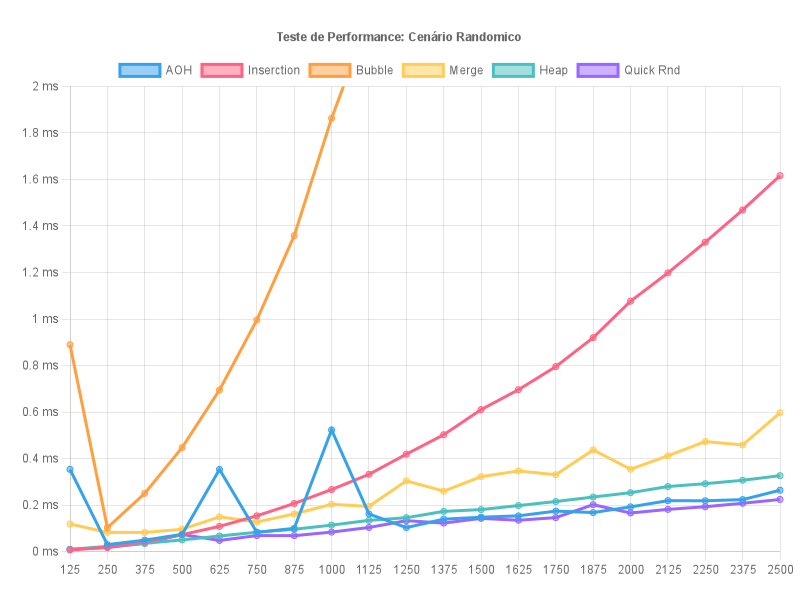 Teste de Performance: Cenário Randomico
AOH Inserction Bubble Merge Heap Quick Rnd
2 ms
1.8 ms
1.6 ms
1.4 ms
1.2 ms
1 ms
0.8 ms
0.6 ms
0.4 ms
0.2 ms
0 ms
125 250 375 500 625 750 875 1000 1125 1250 1375 1500 1625 1750 1875 2000 2125 2250 2375 2500